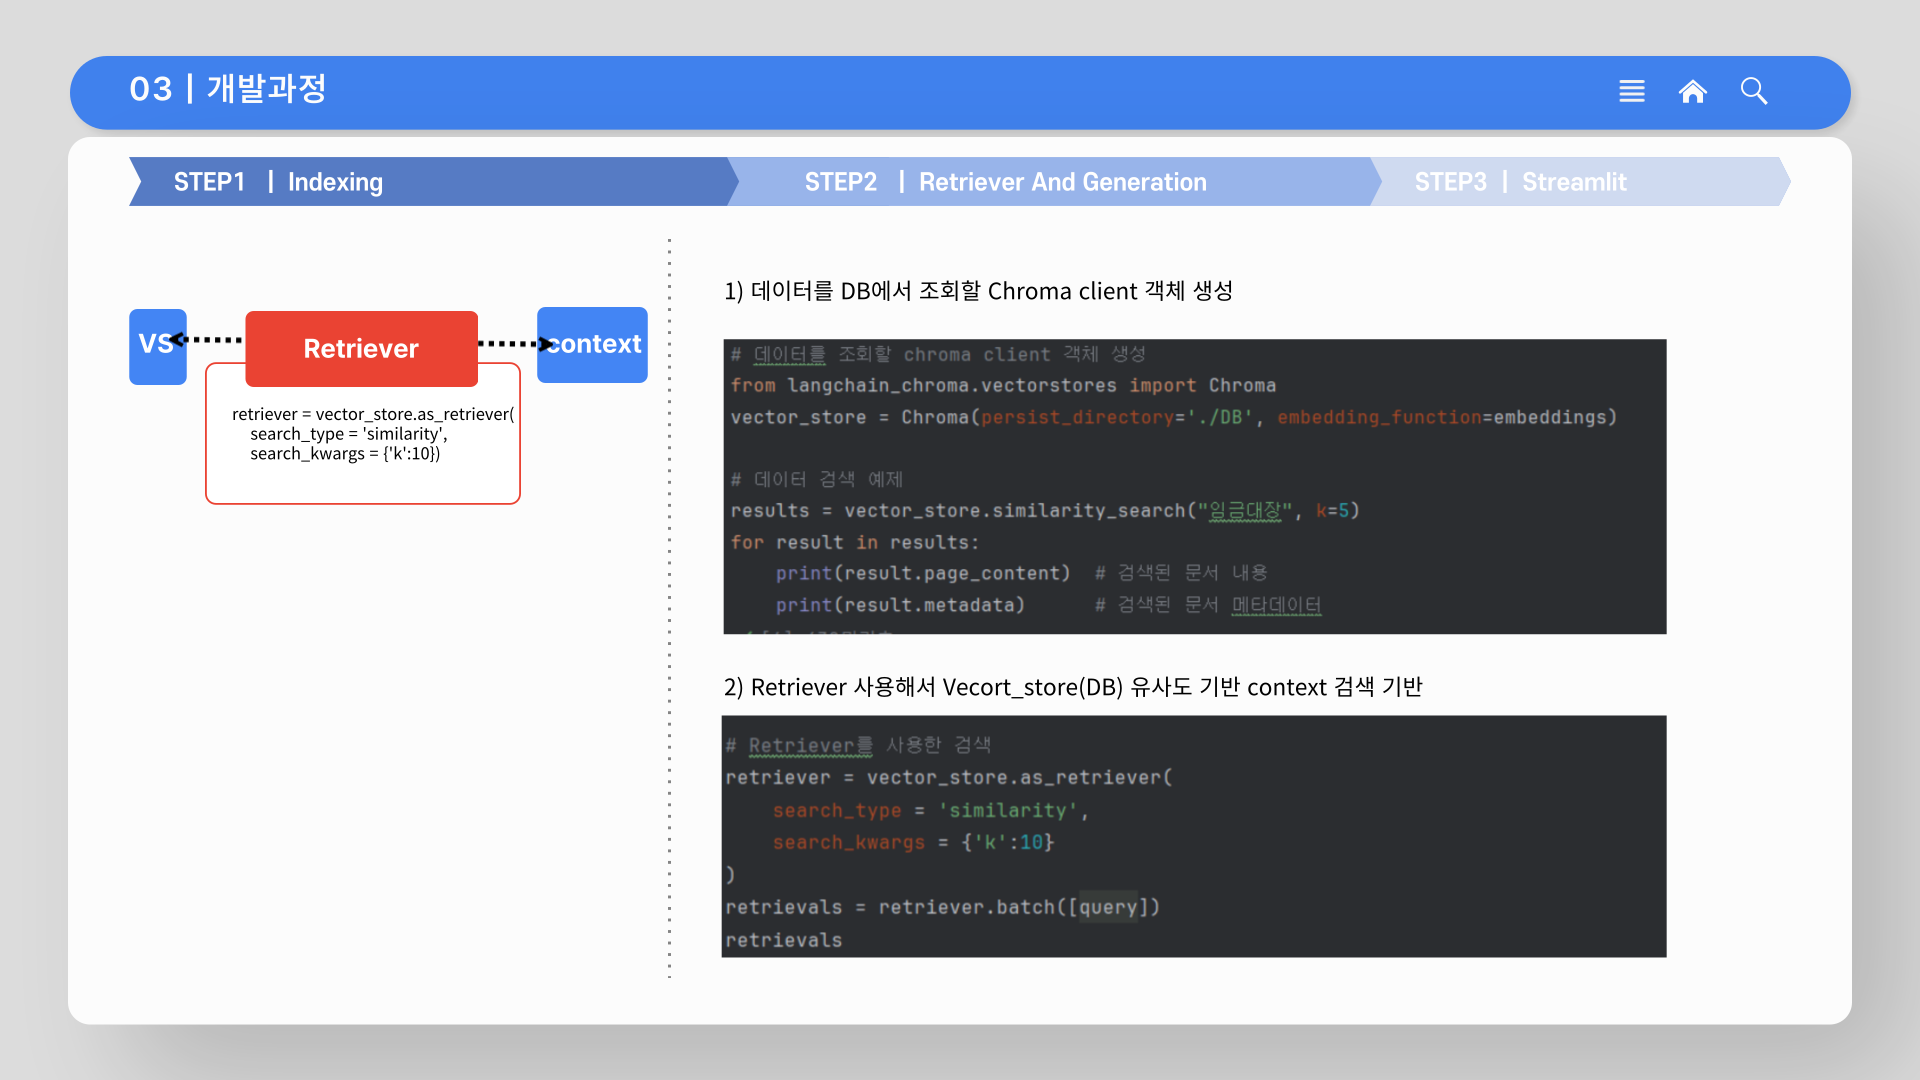 03 | 개발과정
STEP1 | Indexing
STEP2 | Retriever And Generation
STEP3 | Streamlit
VS
Retriever
context
retriever = vector_store.as_retriever(
search_type = 'similarity',
search_kwargs = {'k':10})
1) 데이터를 DB에서 조회할 Chroma client 객체 생성
# 데이터를 조회할 chroma client 객체 생성
from langchain_chroma.vectorstores import Chroma
vector_store = Chroma(persist_directory='./DB', embedding_function=embeddings)
# 데이터 검색 예제
results = vector_store.similarity_search("임금대장", k=5)
for result in results:
print(result.page_content)  # 검색된 문서 내용
print(result.metadata)      # 검색된 문서 메타데이터
2) Retriever 사용해서 Vecort_store(DB) 유사도 기반 context 검색 기반
# Retriever를 사용한 검색
retriever = vector_store.as_retriever(
search_type = 'similarity',
search_kwargs = {'k':10}
)
retrievals = retriever.batch([query])
retrievals